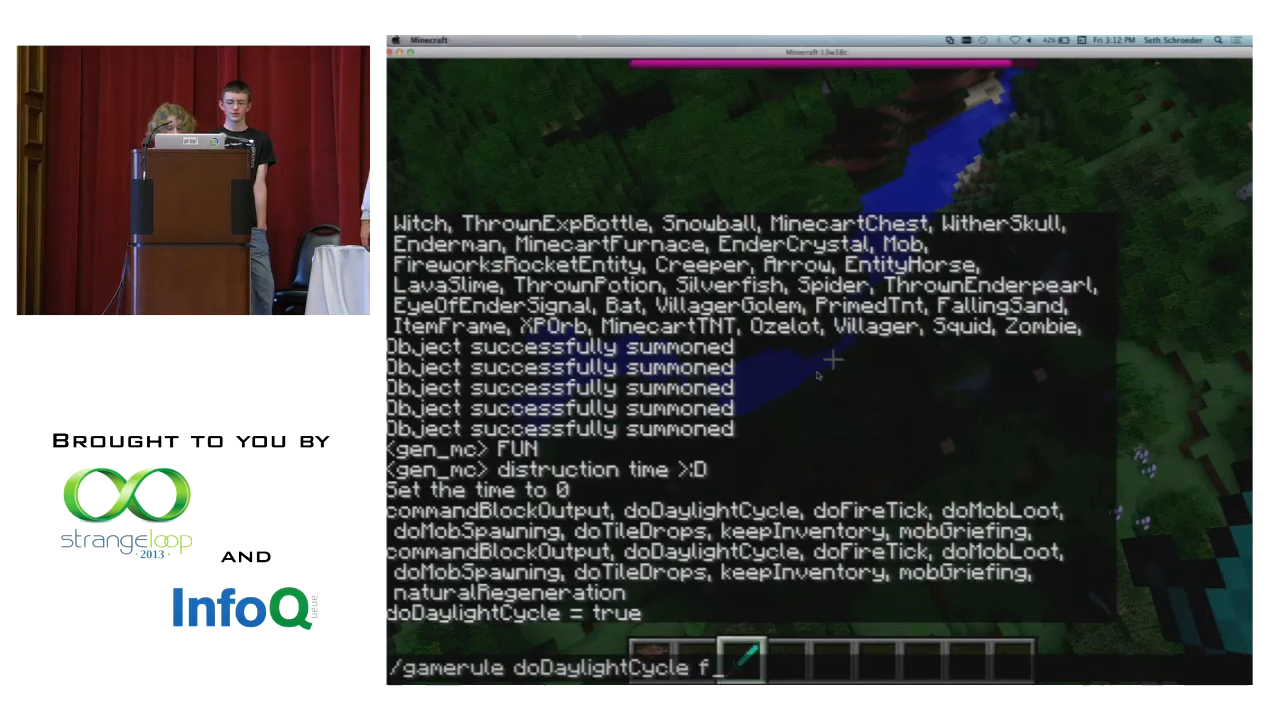 Minecraft
42%
Fri 3:12 PM
Seth Schroeder
Minecraft 13w38c
Witch, ThrownExpBottle, Snowball, MinecartChest, WitherSkull,
Enderman, MinecartFurnace, EnderCrystal, Mob,
FireworksRocketEntity, Creeper, Arrow, EntityHorse,
LavaSlime, ThrownPotion, Silverfish, Spider, ThrownEnderpearl,
EyeOfEnderSignal, Bat, VillagerGolem, PrimedTnt, FallingSand,
ItemFrame, XPOrb, MinecartTNT, Ozelot, Villager, Squid, Zombie,
Object successfully summoned
Object successfully summoned
Object successfully summoned
Object successfully summoned
Object successfully summoned
<gen_mc> FUN
<gen_mc> distruction time >:D
Set the time to 0
commandBlockOutput, doDaylightCycle, doFireTick, doMobLoot,
doMobSpawning, doTileDrops, keepInventory, mobGriefing,
commandBlockOutput, doDaylightCycle, doFireTick, doMobLoot,
doMobSpawning, doTileDrops, keepInventory, mobGriefing,
naturalRegeneration
doDaylightCycle = true
/gamerule doDaylightCycle f_
BROUGHT TO YOU BY
strangeloop
·2013·
AND
InfoQ